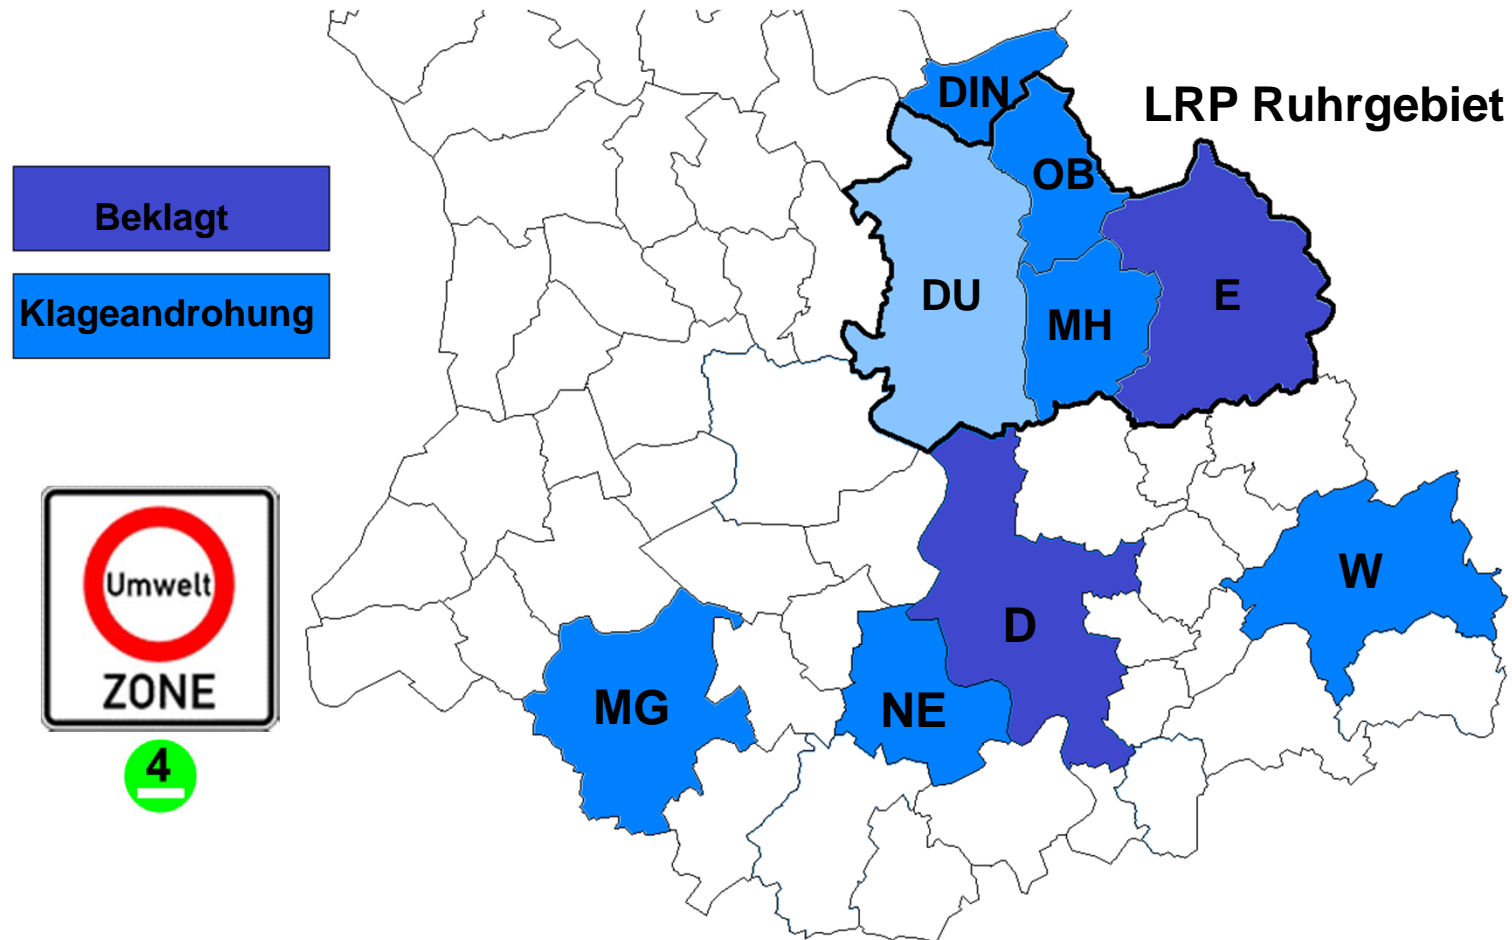 DIN
LRP Ruhrgebiet
OB
Beklagt
Klageandrohung
DU
MH
E
Umwelt
ZONE
4
W
D
MG
NE